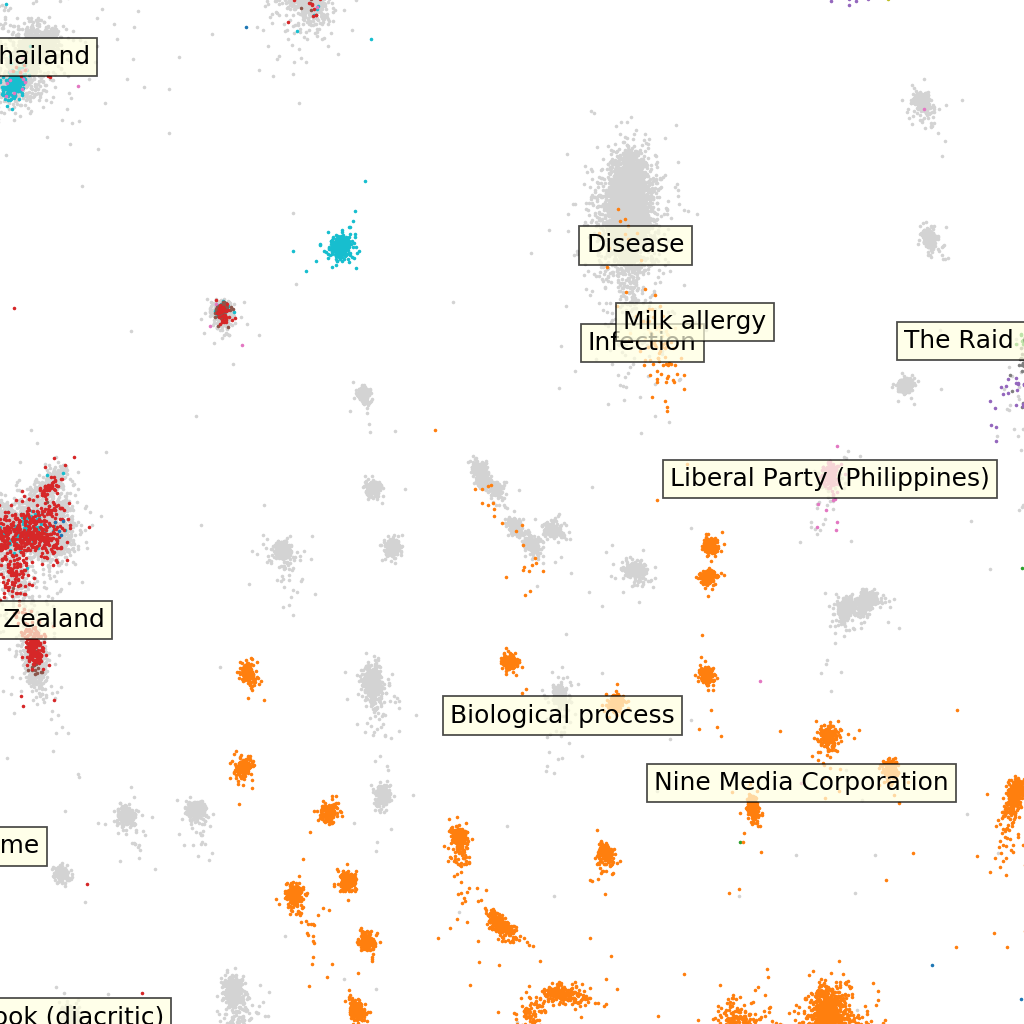 hailand
Disease
Milk allergy
Infection
The Raid
Liberal Party (Philippines)
Zealand
Biological process
Nine Media Corporation
me
ook (diacritic)